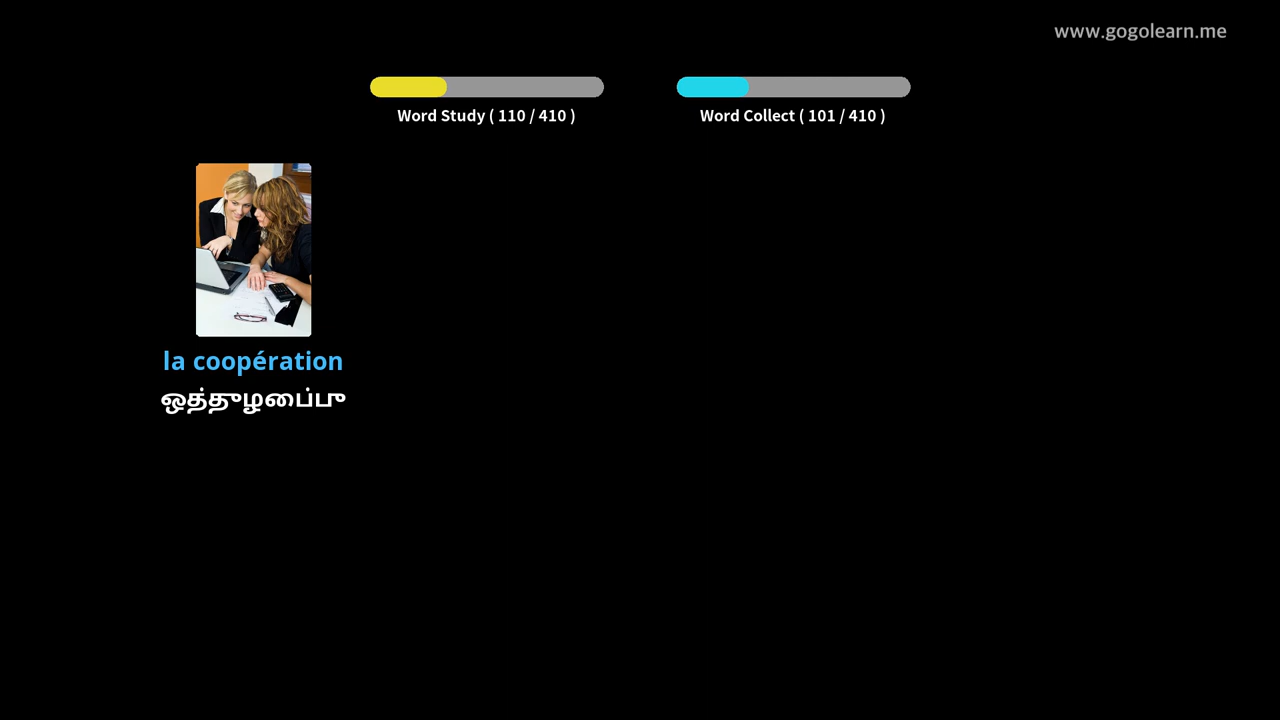 www.gogolearn.me
Word Study ( 110 / 410 )
Word Collect ( 101 / 410 )
la coopération
ஒத்துழைப்பு